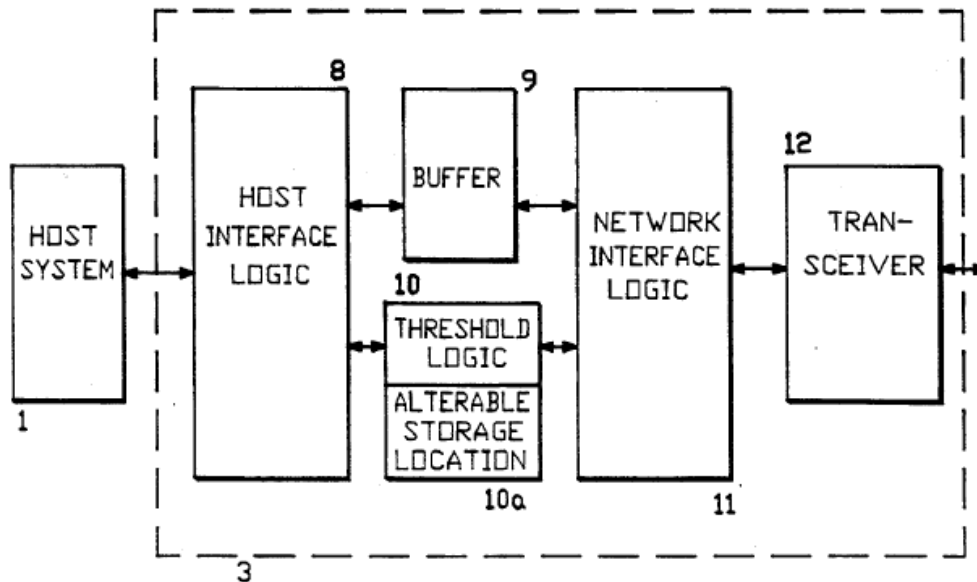 8
9
12
HOST
SYSTEM
1
HOST
INTERFACE
LOGIC
BUFFER
10
THRESHOLD
LOGIC
ALTERABLE
STORAGE
LOCATION
10a
NETWORK
INTERFACE
LOGIC
11
TRAN-
SCEIVER
3